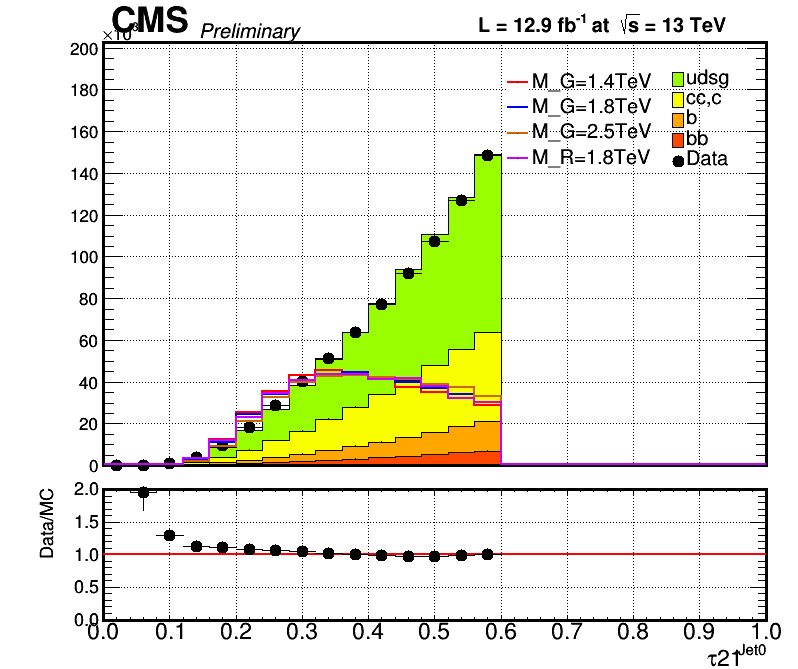 CMS Preliminary L = 12.9 fb⁻¹ at √s = 13 TeV
×10³
200
180
160
140
120
100
80
60
40
20
0
M_G=1.4TeV
M_G=1.8TeV
M_G=2.5TeV
M_R=1.8TeV
udsg
cc,c
b
bb
Data
Data/MC
2.0
1.5
1.0
0.5
0.0
0.0 0.1 0.2 0.3 0.4 0.5 0.6 0.7 0.8 0.9 1.0
τ21^Jet0